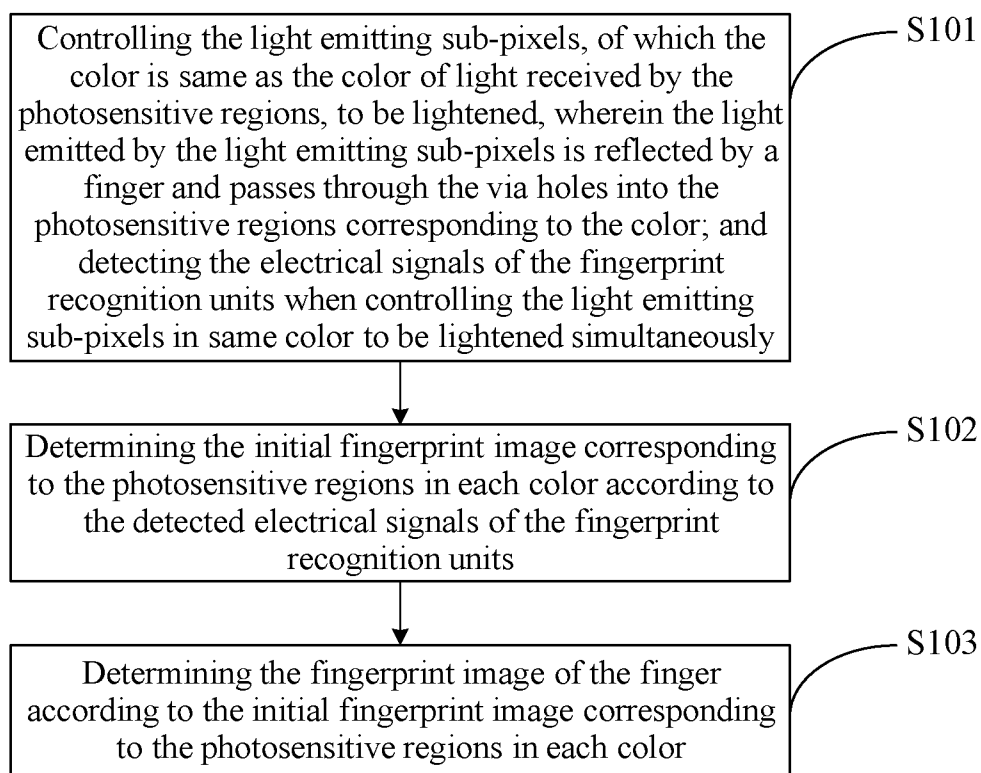 Controlling the light emitting sub-pixels, of which the
color is same as the color of light received by the
photosensitive regions, to be lightened, wherein the light
emitted by the light emitting sub-pixels is reflected by a
finger and passes through the via holes into the
photosensitive regions corresponding to the color; and
detecting the electrical signals of the fingerprint
recognition units when controlling the light emitting
sub-pixels in same color to be lightened simultaneously
S101
Determining the initial fingerprint image corresponding
to the photosensitive regions in each color according to
the detected electrical signals of the fingerprint
recognition units
S102
Determining the fingerprint image of the finger
according to the initial fingerprint image corresponding
to the photosensitive regions in each color
S103